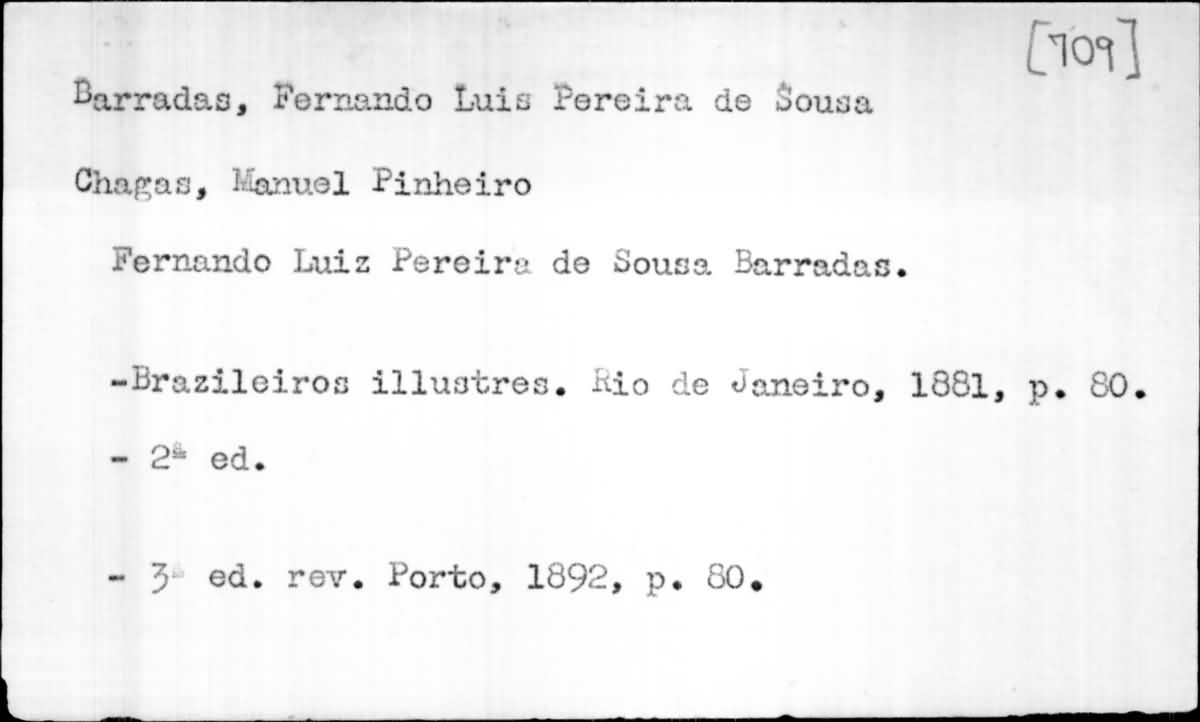 [709]
Barradas, Fernando Luis Pereira de Sousa
Chagas, Manuel Pinheiro
Fernando Luiz Pereira de Sousa Barradas.
-Brazileiros illustres. Rio de Janeiro, 1881, p. 80.
- 2ª ed.
- 3ª ed. rev. Porto, 1892, p. 80.